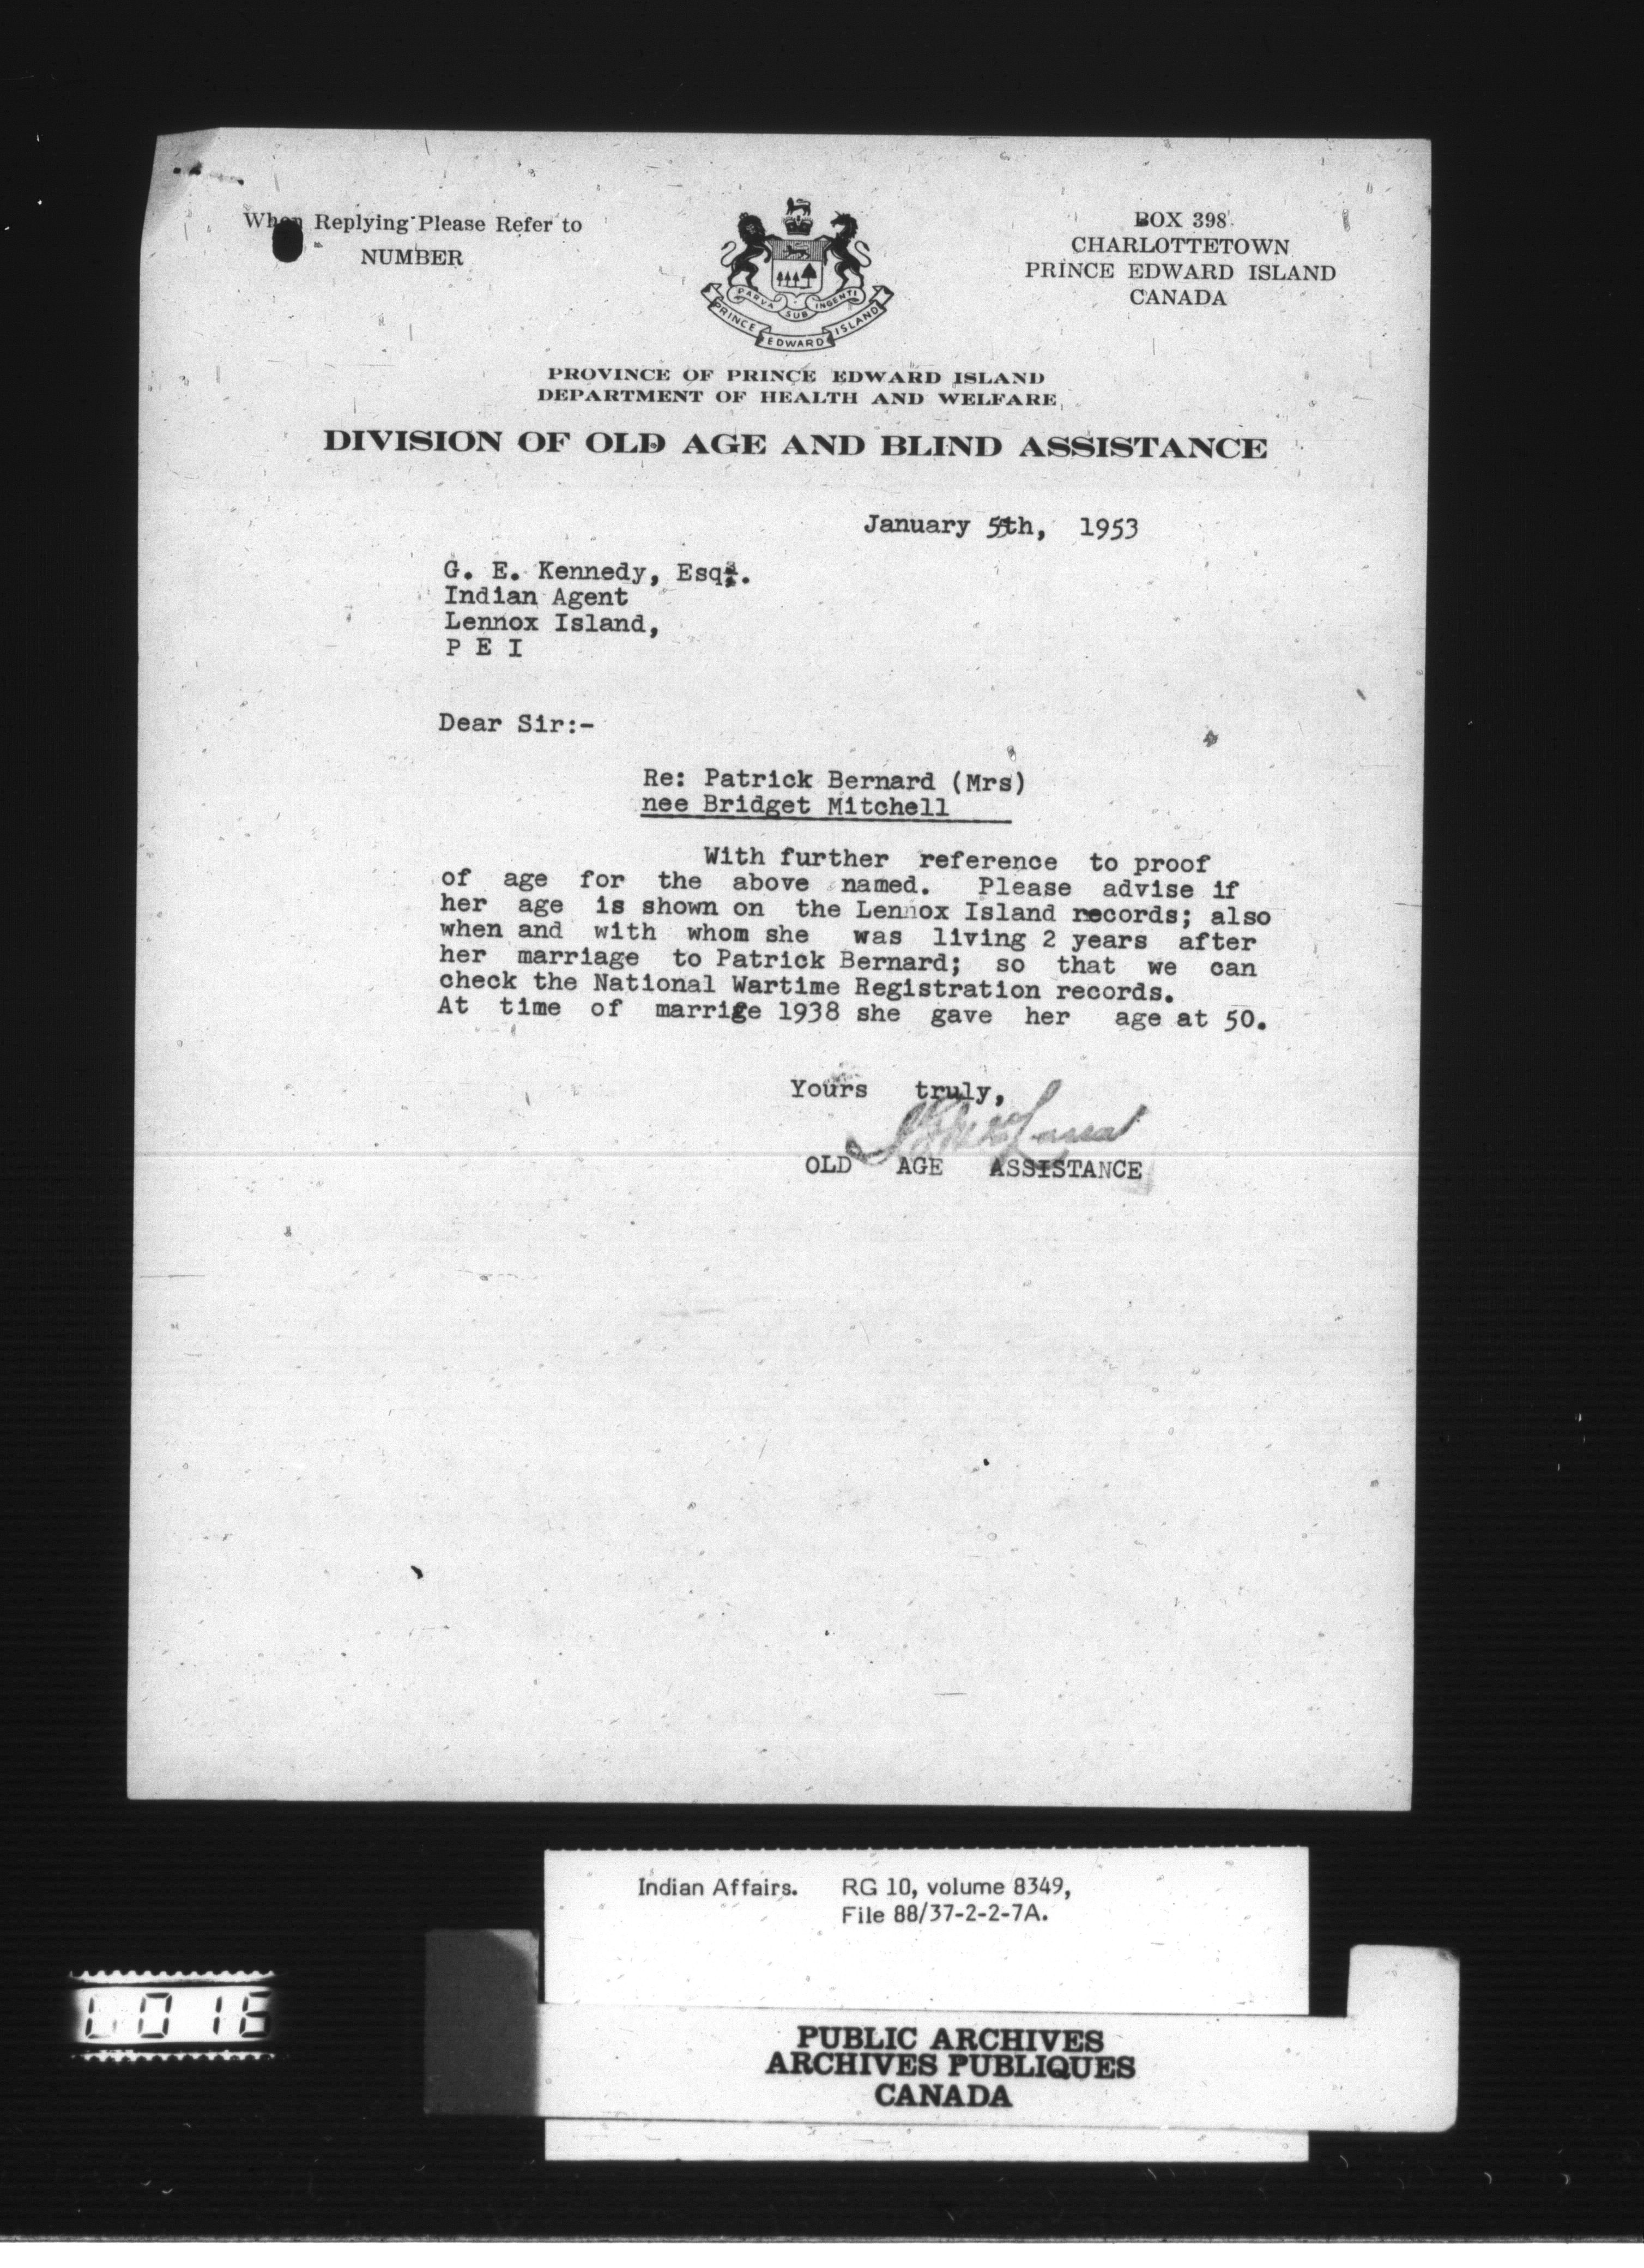 When Replying Please Refer to
NUMBER
BOX 398
CHARLOTTETOWN
PRINCE EDWARD ISLAND
CANADA
PARVA SUB INGENTI
PRINCE EDWARD ISLAND
PROVINCE OF PRINCE EDWARD ISLAND
DEPARTMENT OF HEALTH AND WELFARE
DIVISION OF OLD AGE AND BLIND ASSISTANCE
January 5th, 1953
G. E. Kennedy, Esq.
Indian Agent
Lennox Island,
P E I
Dear Sir:-
Re: Patrick Bernard (Mrs)
nee Bridget Mitchell
With further reference to proof
of age for the above named. Please advise if
her age is shown on the Lennox Island records; also
when and with whom she was living 2 years after
her marriage to Patrick Bernard; so that we can
check the National Wartime Registration records.
At time of marrige 1938 she gave her age at 50.
Yours truly,
OLD AGE ASSISTANCE
Indian Affairs. RG 10, volume 8349,
File 88/37-2-2-7A.
PUBLIC ARCHIVES
ARCHIVES PUBLIQUES
CANADA